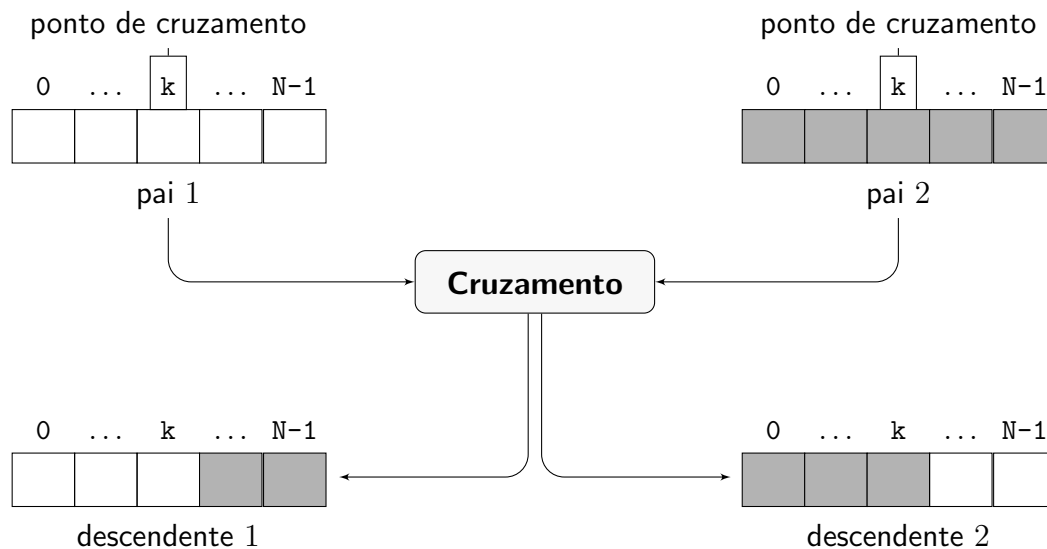 ponto de cruzamento
0 ... k ... N-1
pai 1
ponto de cruzamento
0 ... k ... N-1
pai 2
Cruzamento
0 ... k ... N-1
descendente 1
0 ... k ... N-1
descendente 2